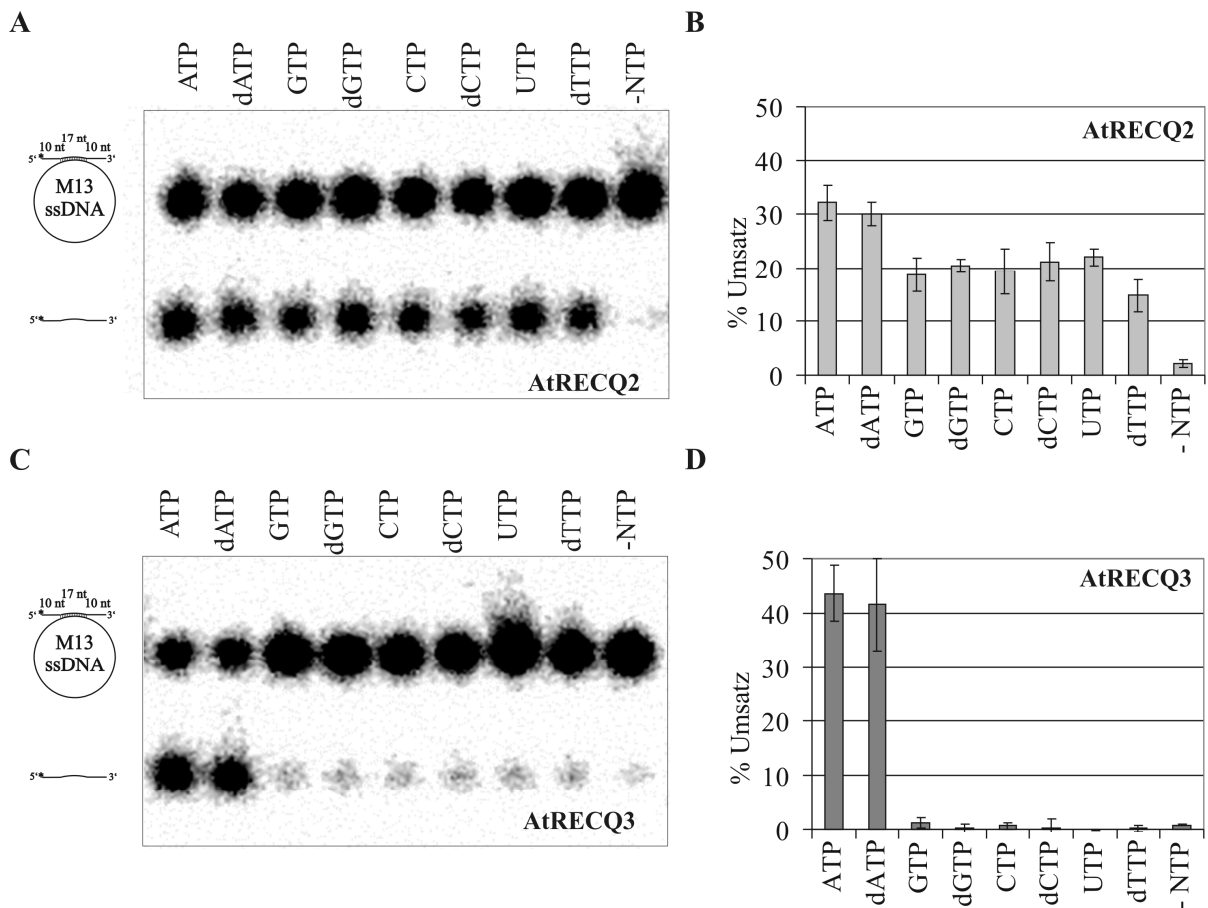 A
ATP
dATP
GTP
dGTP
CTP
dCTP
UTP
dTTP
-NTP
17 nt
10 nt 10 nt
5‘* 3‘
M13
ssDNA
5‘* 3‘
AtRECQ2
B
AtRECQ2
% Umsatz
50
40
30
20
10
0
ATP
dATP
GTP
dGTP
CTP
dCTP
UTP
dTTP
- NTP
C
ATP
dATP
GTP
dGTP
CTP
dCTP
UTP
dTTP
-NTP
17 nt
10 nt 10 nt
5‘* 3‘
M13
ssDNA
5‘* 3‘
AtRECQ3
D
AtRECQ3
% Umsatz
50
40
30
20
10
0
ATP
dATP
GTP
dGTP
CTP
dCTP
UTP
dTTP
- NTP